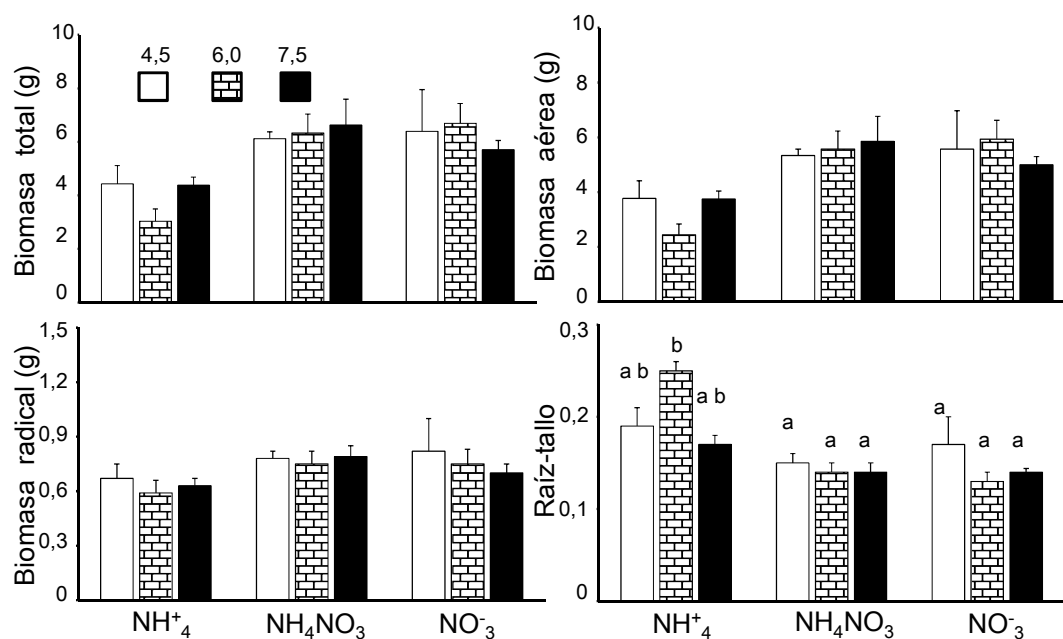 Biomasa total (g)
10
8
6
4
2
0
4,5 6,0 7,5
Biomasa aérea (g)
10
8
6
4
2
0
Biomasa radical (g)
1,5
1,2
0,9
0,6
0,3
0
NH⁺₄ NH₄NO₃ NO⁻₃
Raíz-tallo
0,3
0,2
0,1
0
a b b a b a a a a a a
NH⁺₄ NH₄NO₃ NO⁻₃